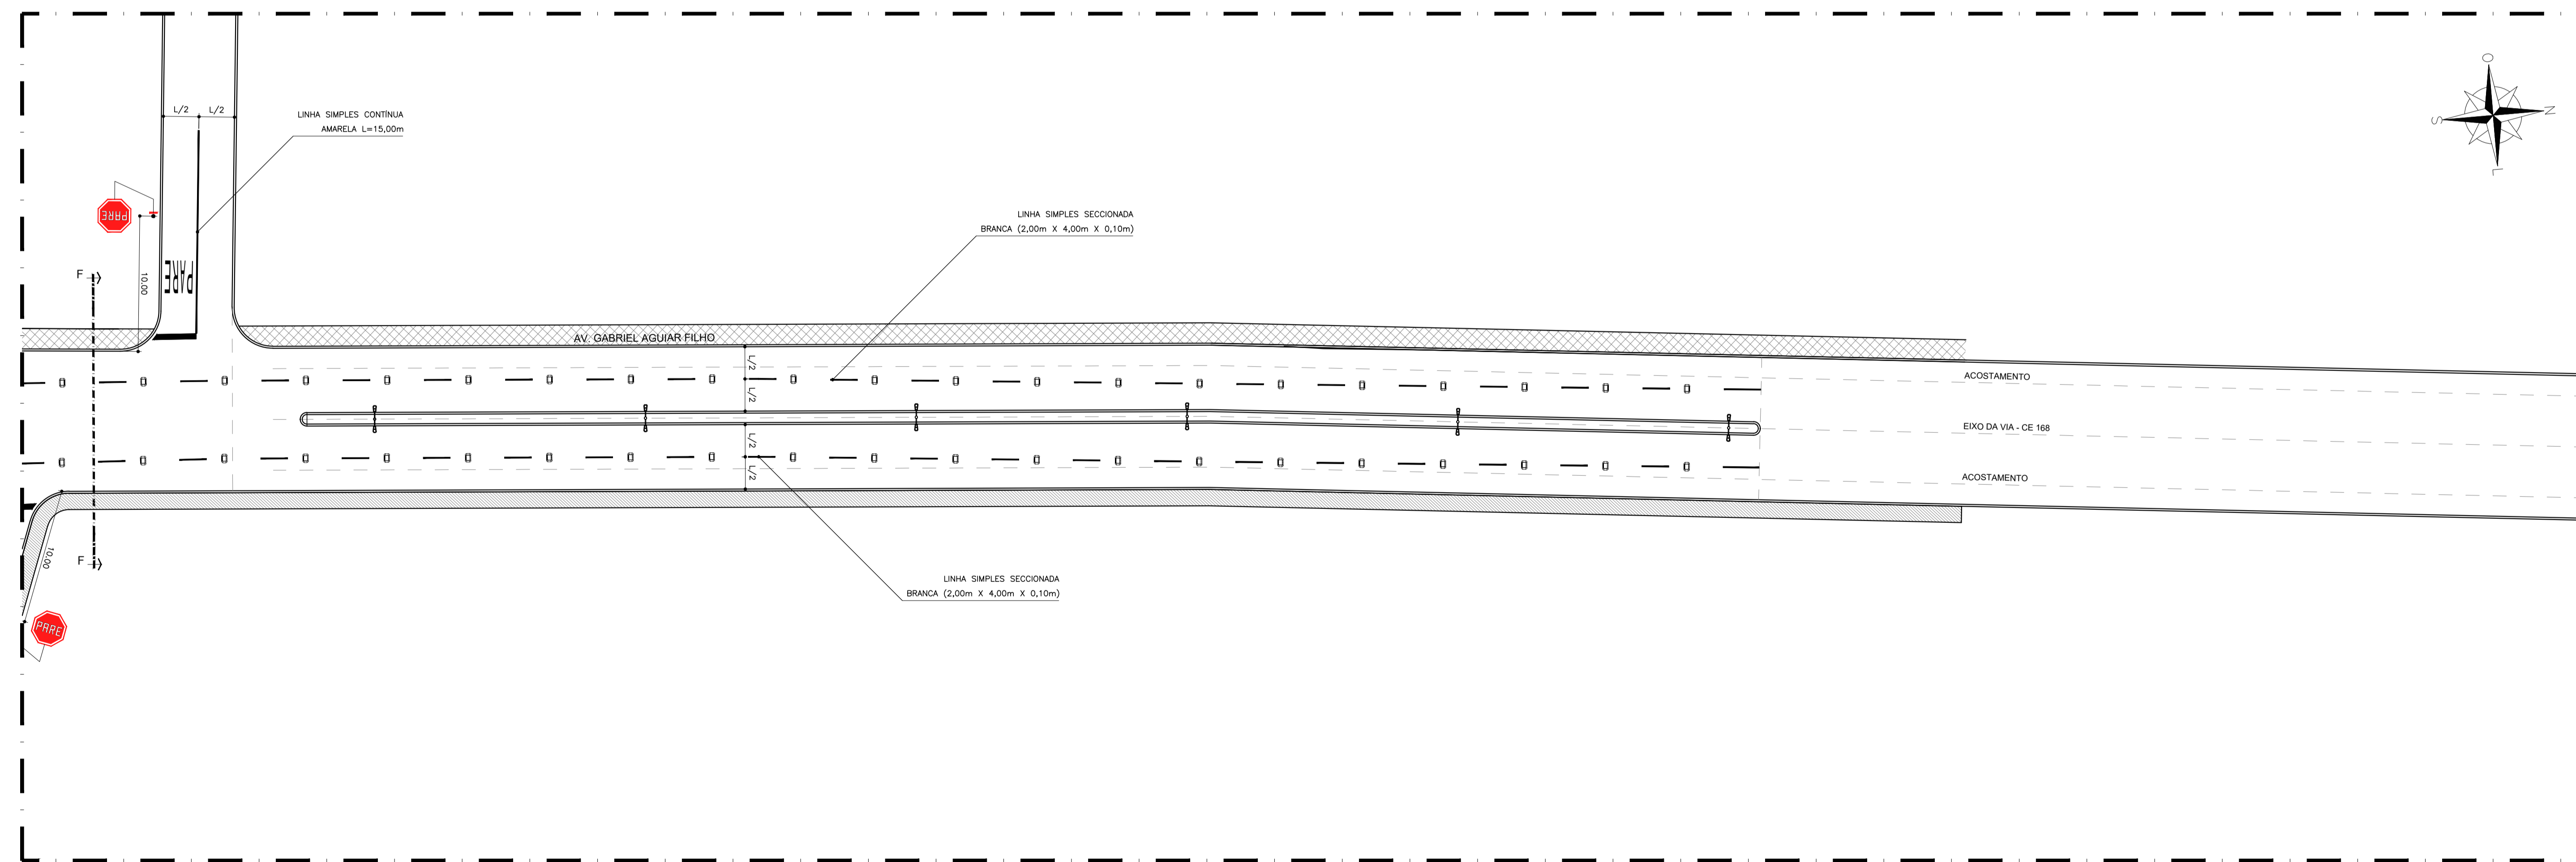 O
N
S
L
L/2
L/2
LINHA SIMPLES CONTÍNUA
AMARELA L=15,00m
PARE
LINHA SIMPLES SECCIONADA
BRANCA (2,00m X 4,00m X 0,10m)
F
10.00
PARE
AV. GABRIEL AGUIAR FILHO
L/2
L/2
ACOSTAMENTO
EIXO DA VIA - CE 168
L/2
L/2
ACOSTAMENTO
F
10.00
LINHA SIMPLES SECCIONADA
BRANCA (2,00m X 4,00m X 0,10m)
PARE